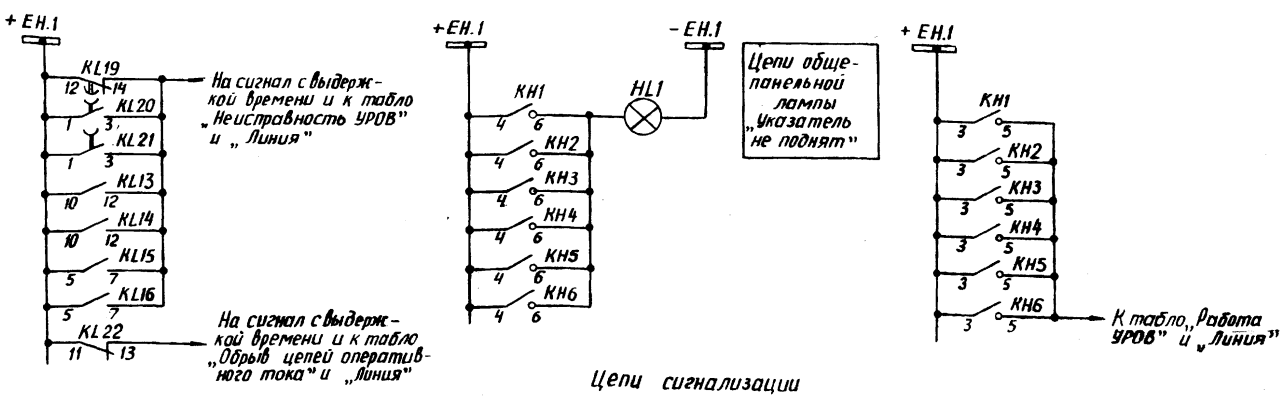 + EH.1
KL19
12 14
KL20
1 3
KL21
1 3
KL13
10 12
KL14
10 12
KL15
5 7
KL16
5 7
KL22
11 13
На сигнал с выдерж-
кой времени и к табло
„Неисправность УРОВ"
и „Линия"
На сигнал с выдерж-
кой времени и к табло
„Обрыв цепей оператив-
ного тока" и „Линия"
+EH.1
- EH.1
KH1
4 6
HL1
KH2
4 6
KH3
4 6
KH4
4 6
KH5
4 6
KH6
4 6
Цепи обще-
панельной
лампы
„Указатель
не поднят"
+ EH.1
KH1
3 5
KH2
3 5
KH3
3 5
KH4
3 5
KH5
3 5
KH6
3 5
К табло „Работа
УРОВ" и „Линия"
Цепи сигнализации